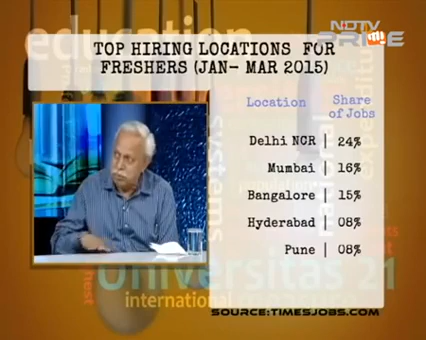 education
NDTV
PRIME
TOP HIRING LOCATIONS FOR
FRESHERS (JAN- MAR 2015)
Location
Share
of Jobs
Delhi NCR | 24%
Mumbai | 16%
Bangalore | 15%
Hyderabad | 08%
Pune | 08%
systems
Universitas 21
international
SOURCE:TIMESJOBS.COM